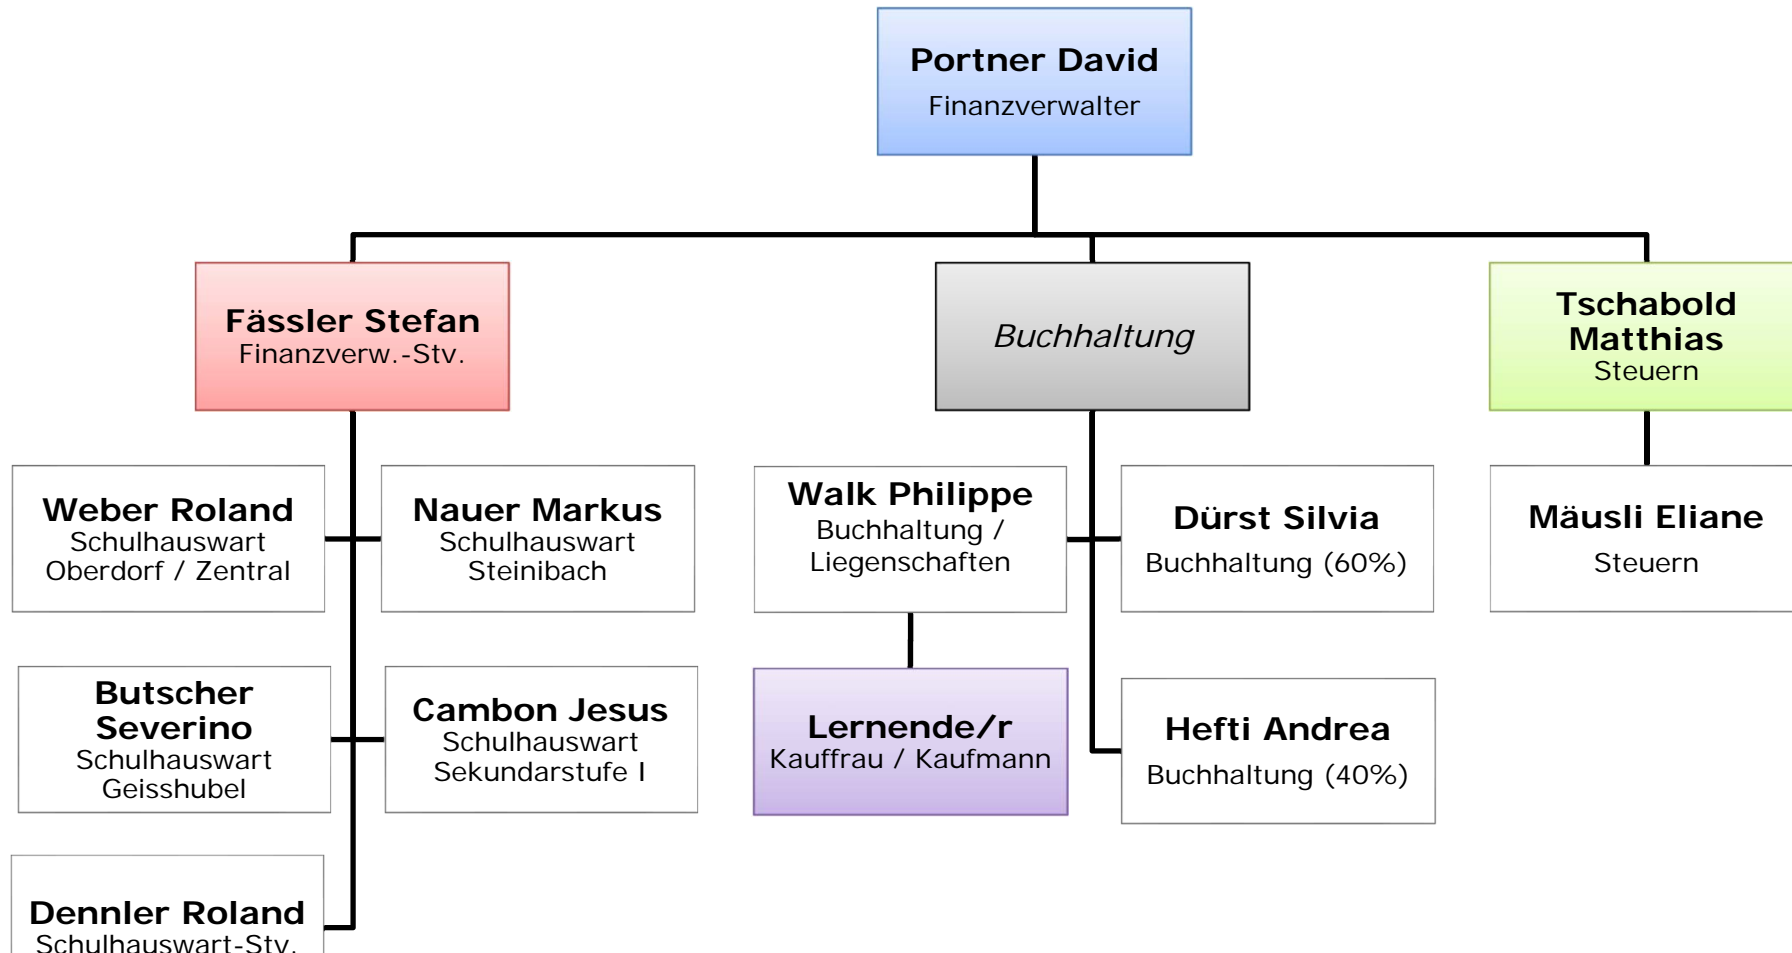 Portner David
Finanzverwalter
Fässler Stefan
Finanzverw.-Stv.
Buchhaltung
Tschabold
Matthias
Steuern
Weber Roland
Schulhauswart
Oberdorf / Zentral
Nauer Markus
Schulhauswart
Steinibach
Walk Philippe
Buchhaltung /
Liegenschaften
Dürst Silvia
Buchhaltung (60%)
Mäusli Eliane
Steuern
Butscher
Severino
Schulhauswart
Geisshubel
Cambon Jesus
Schulhauswart
Sekundarstufe I
Lernende/r
Kauffrau / Kaufmann
Hefti Andrea
Buchhaltung (40%)
Dennler Roland
Schulhauswart-Stv.